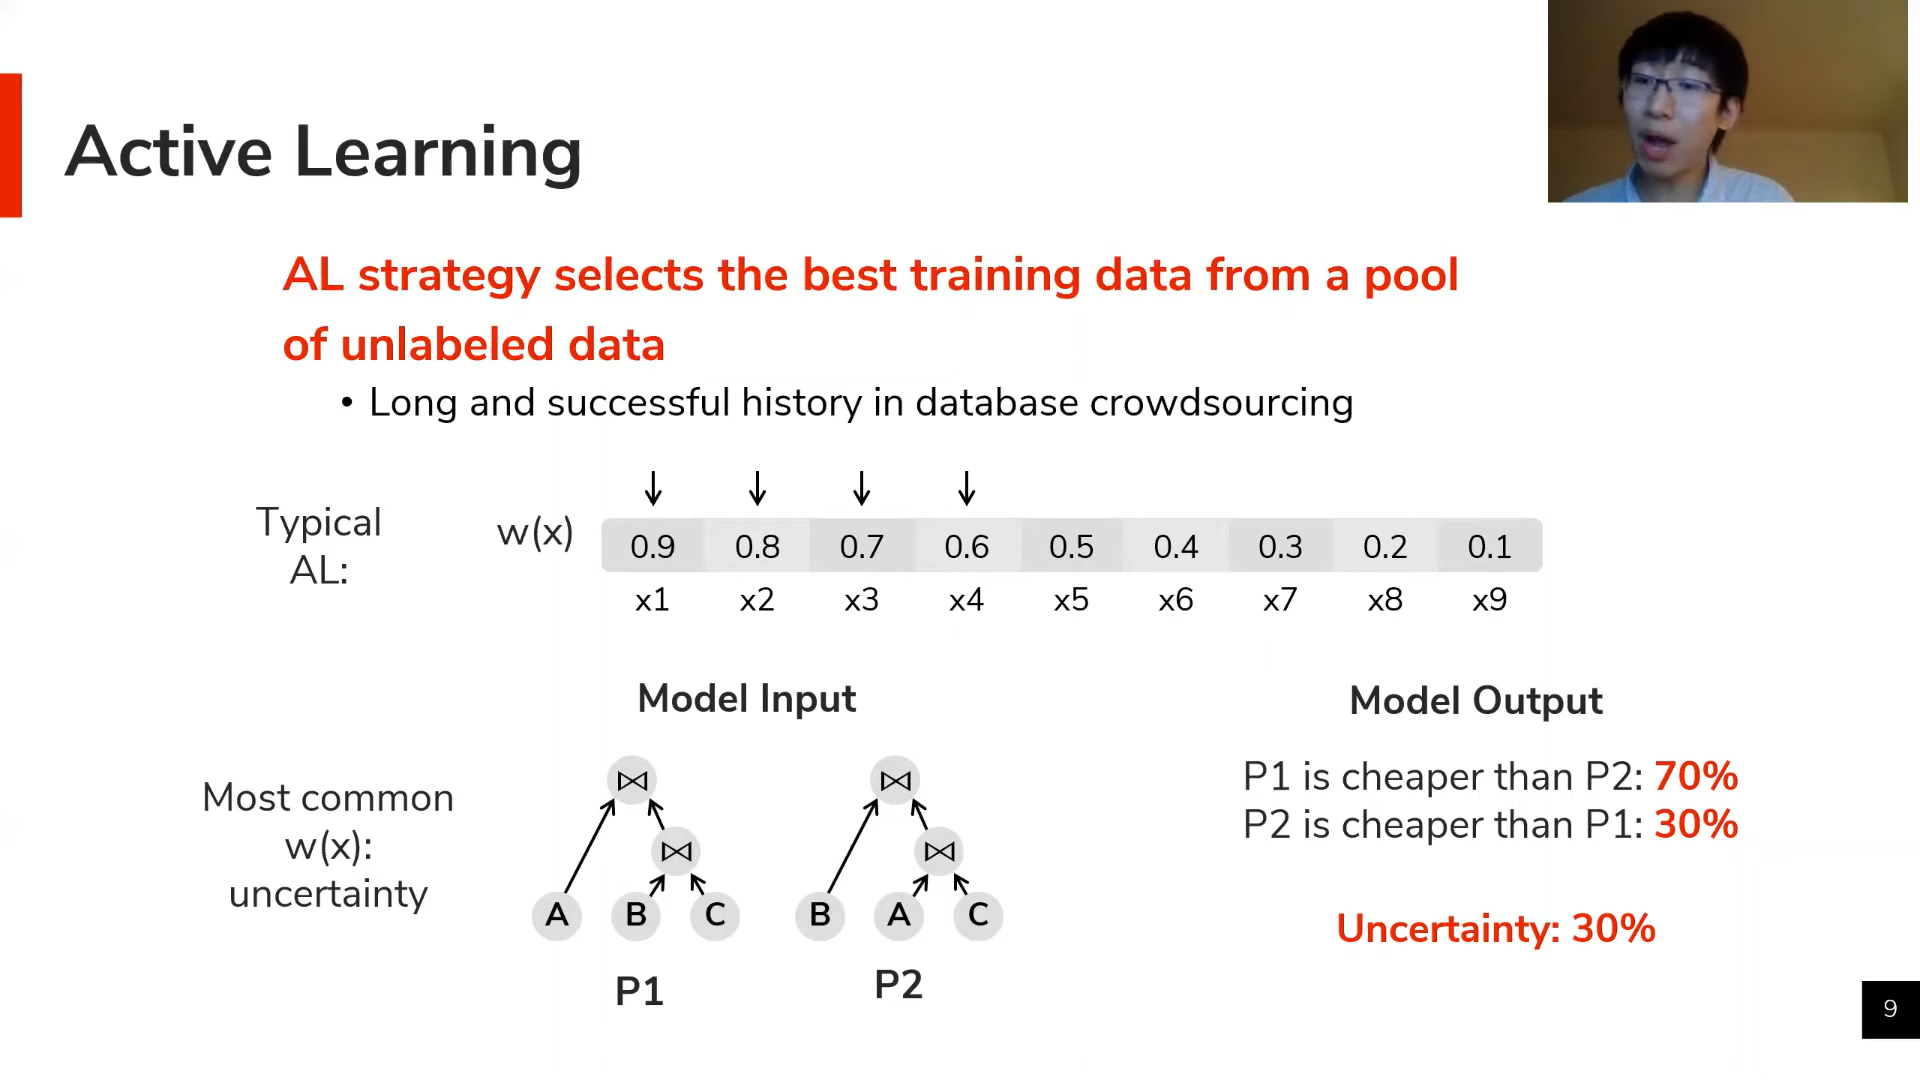 Active Learning
AL strategy selects the best training data from a pool
of unlabeled data
• Long and successful history in database crowdsourcing
Typical
AL:
w(x)
0.9 0.8 0.7 0.6 0.5 0.4 0.3 0.2 0.1
x1 x2 x3 x4 x5 x6 x7 x8 x9
Model Input
Model Output
Most common
w(x):
uncertainty
⋈ ⋈
⋈ ⋈
A B C B A C
P1 P2
P1 is cheaper than P2: 70%
P2 is cheaper than P1: 30%
Uncertainty: 30%
9